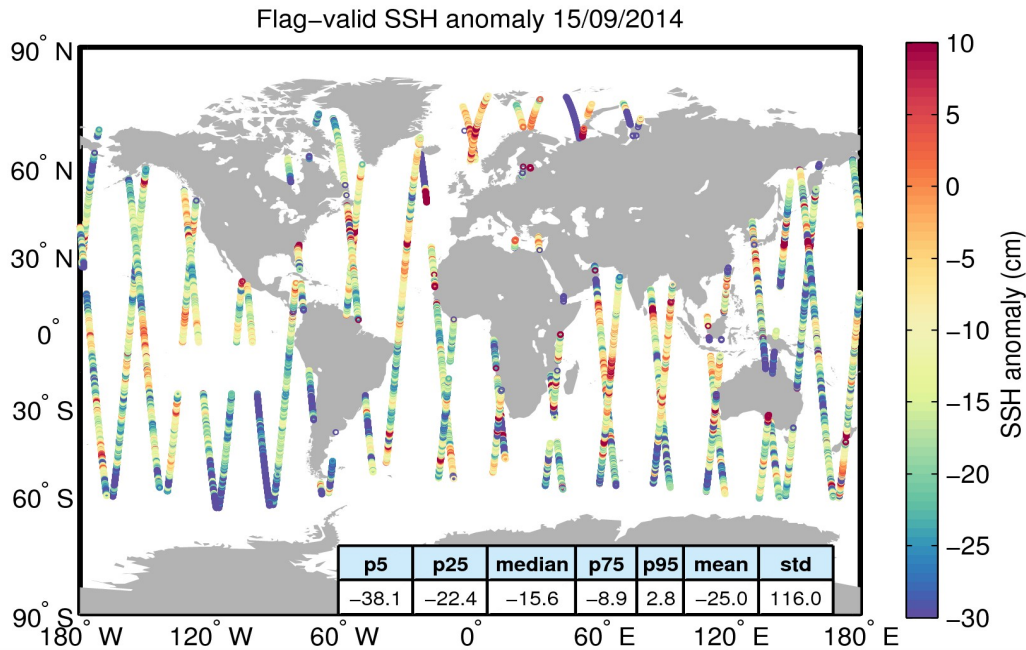 Flag−valid SSH anomaly 15/09/2014
90° N
60° N
30° N
0°
30° S
60° S
90° S
180° W
120° W
60° W
0°
60° E
120° E
180° E
p5 p25 median p75 p95 mean std
−38.1 −22.4 −15.6 −8.9 2.8 −25.0 116.0
10
5
0
−5
−10
−15
−20
−25
−30
SSH anomaly (cm)